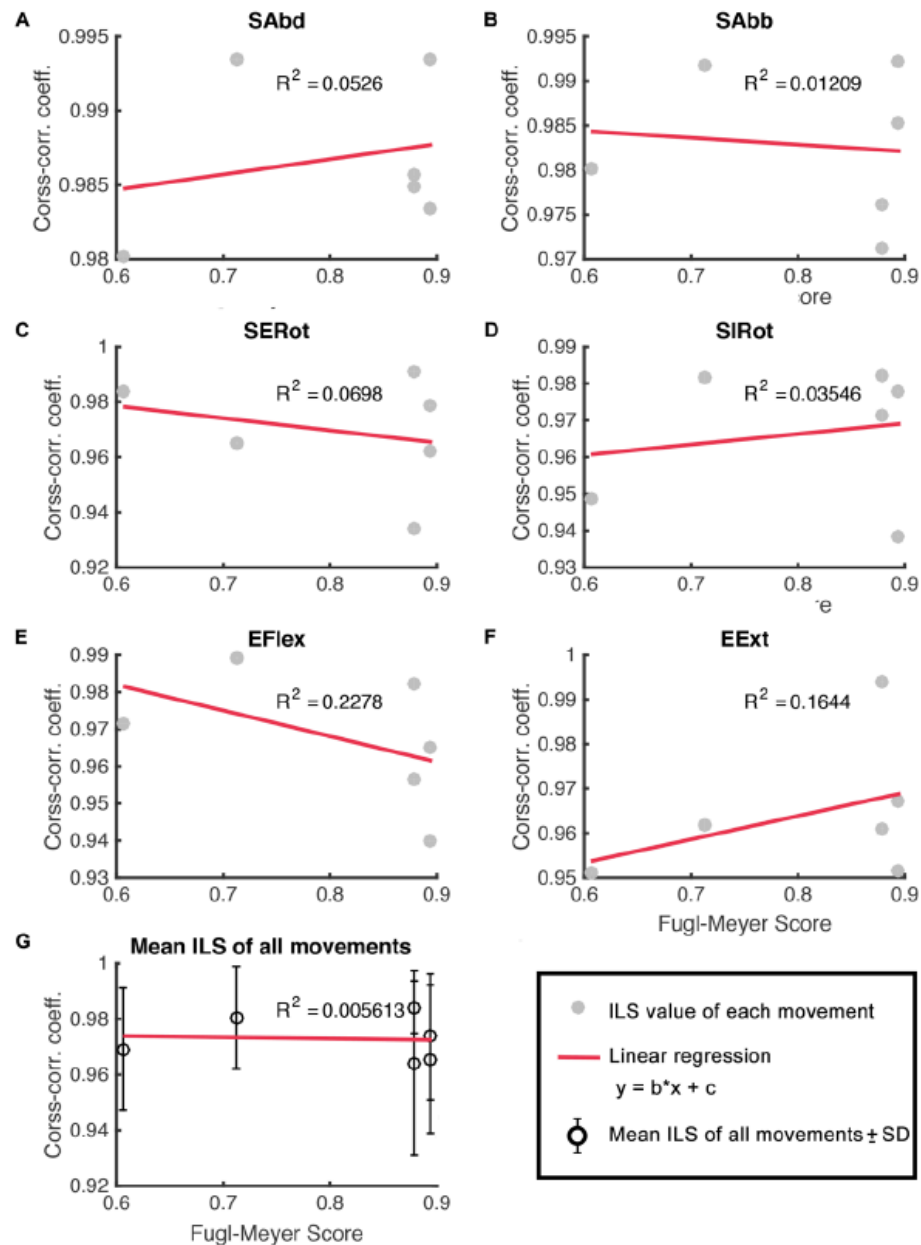 A
SAbd
0.995
0.99
0.985
0.98
Corss-corr. coeff.
R² = 0.0526
0.6
0.7
0.8
0.9
B
SAbb
0.995
0.99
0.985
0.98
0.975
0.97
Corss-corr. coeff.
R² = 0.01209
0.6
0.7
0.8
0.9
ore
C
SERot
1
0.98
0.96
0.94
0.92
Corss-corr. coeff.
R² = 0.0698
0.6
0.7
0.8
0.9
D
SIRot
0.99
0.98
0.97
0.96
0.95
0.94
0.93
Corss-corr. coeff.
R² = 0.03546
0.6
0.7
0.8
0.9
e
E
EFlex
0.99
0.98
0.97
0.96
0.95
0.94
0.93
Corss-corr. coeff.
R² = 0.2278
0.6
0.7
0.8
0.9
F
EExt
1
0.99
0.98
0.97
0.96
0.95
Corss-corr. coeff.
R² = 0.1644
0.6
0.7
0.8
0.9
Fugl-Meyer Score
G
Mean ILS of all movements
1
0.98
0.96
0.94
0.92
Corss-corr. coeff.
R² = 0.005613
0.6
0.7
0.8
0.9
Fugl-Meyer Score
ILS value of each movement
Linear regression
y = b*x + c
Mean ILS of all movements ± SD